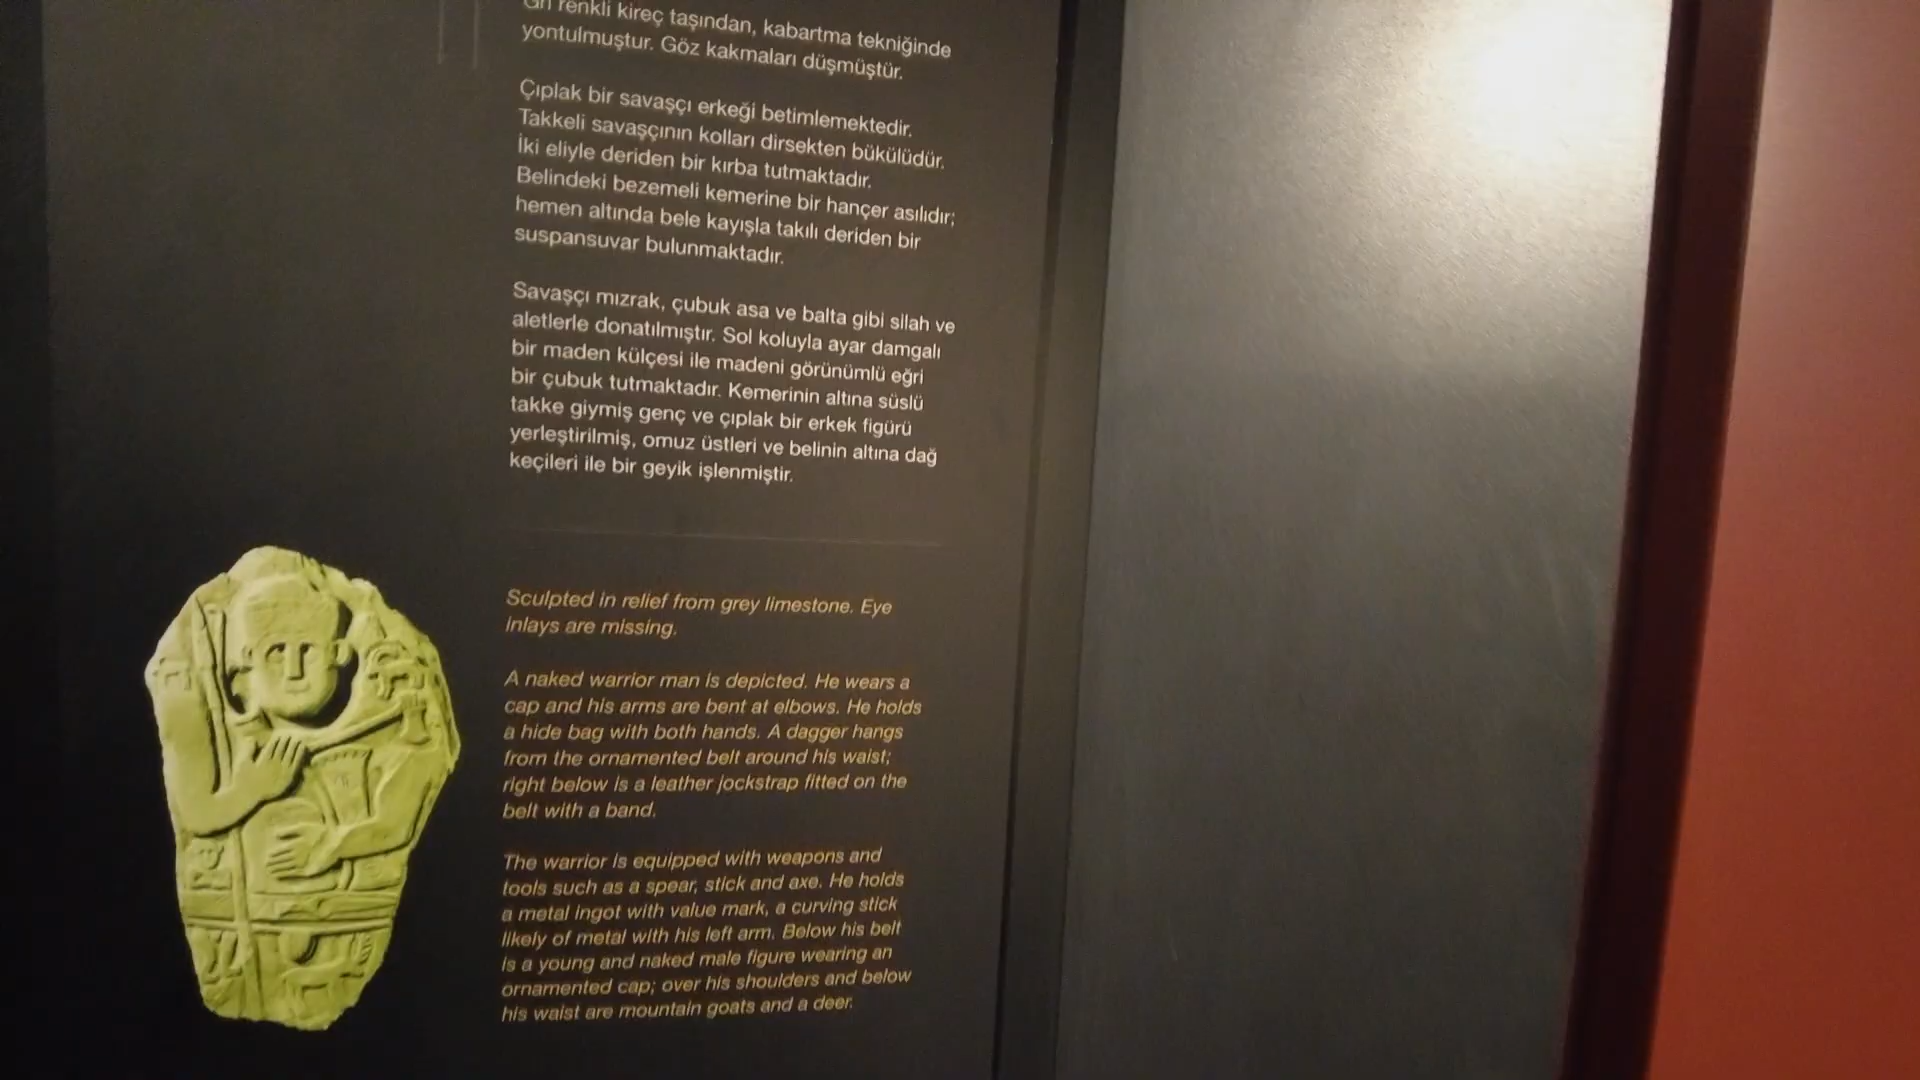 Gri renkli kireç taşından, kabartma tekniğinde
yontulmuştur. Göz kakmaları düşmüştür.
Çıplak bir savaşçı erkeği betimlemektedir.
Takkeli savaşçının kolları dirsekten bükülüdür.
İki eliyle deriden bir kırba tutmaktadır.
Belindeki bezemeli kemerine bir hançer asılıdır;
hemen altında bele kayışla takılı deriden bir
suspansuvar bulunmaktadır.
Savaşçı mızrak, çubuk asa ve balta gibi silah ve
aletlerle donatılmıştır. Sol koluyla ayar damgalı
bir maden külçesi ile madeni görünümlü eğri
bir çubuk tutmaktadır. Kemerinin altına süslü
takke giymiş genç ve çıplak bir erkek figürü
yerleştirilmiş, omuz üstleri ve belinin altına dağ
keçileri ile bir geyik işlenmiştir.
Sculpted in relief from grey limestone. Eye
inlays are missing.
A naked warrior man is depicted. He wears a
cap and his arms are bent at elbows. He holds
a hide bag with both hands. A dagger hangs
from the ornamented belt around his waist;
right below is a leather jockstrap fitted on the
belt with a band.
The warrior is equipped with weapons and
tools such as a spear, stick and axe. He holds
a metal ingot with value mark, a curving stick
likely of metal with his left arm. Below his belt
is a young and naked male figure wearing an
ornamented cap; over his shoulders and below
his waist are mountain goats and a deer.